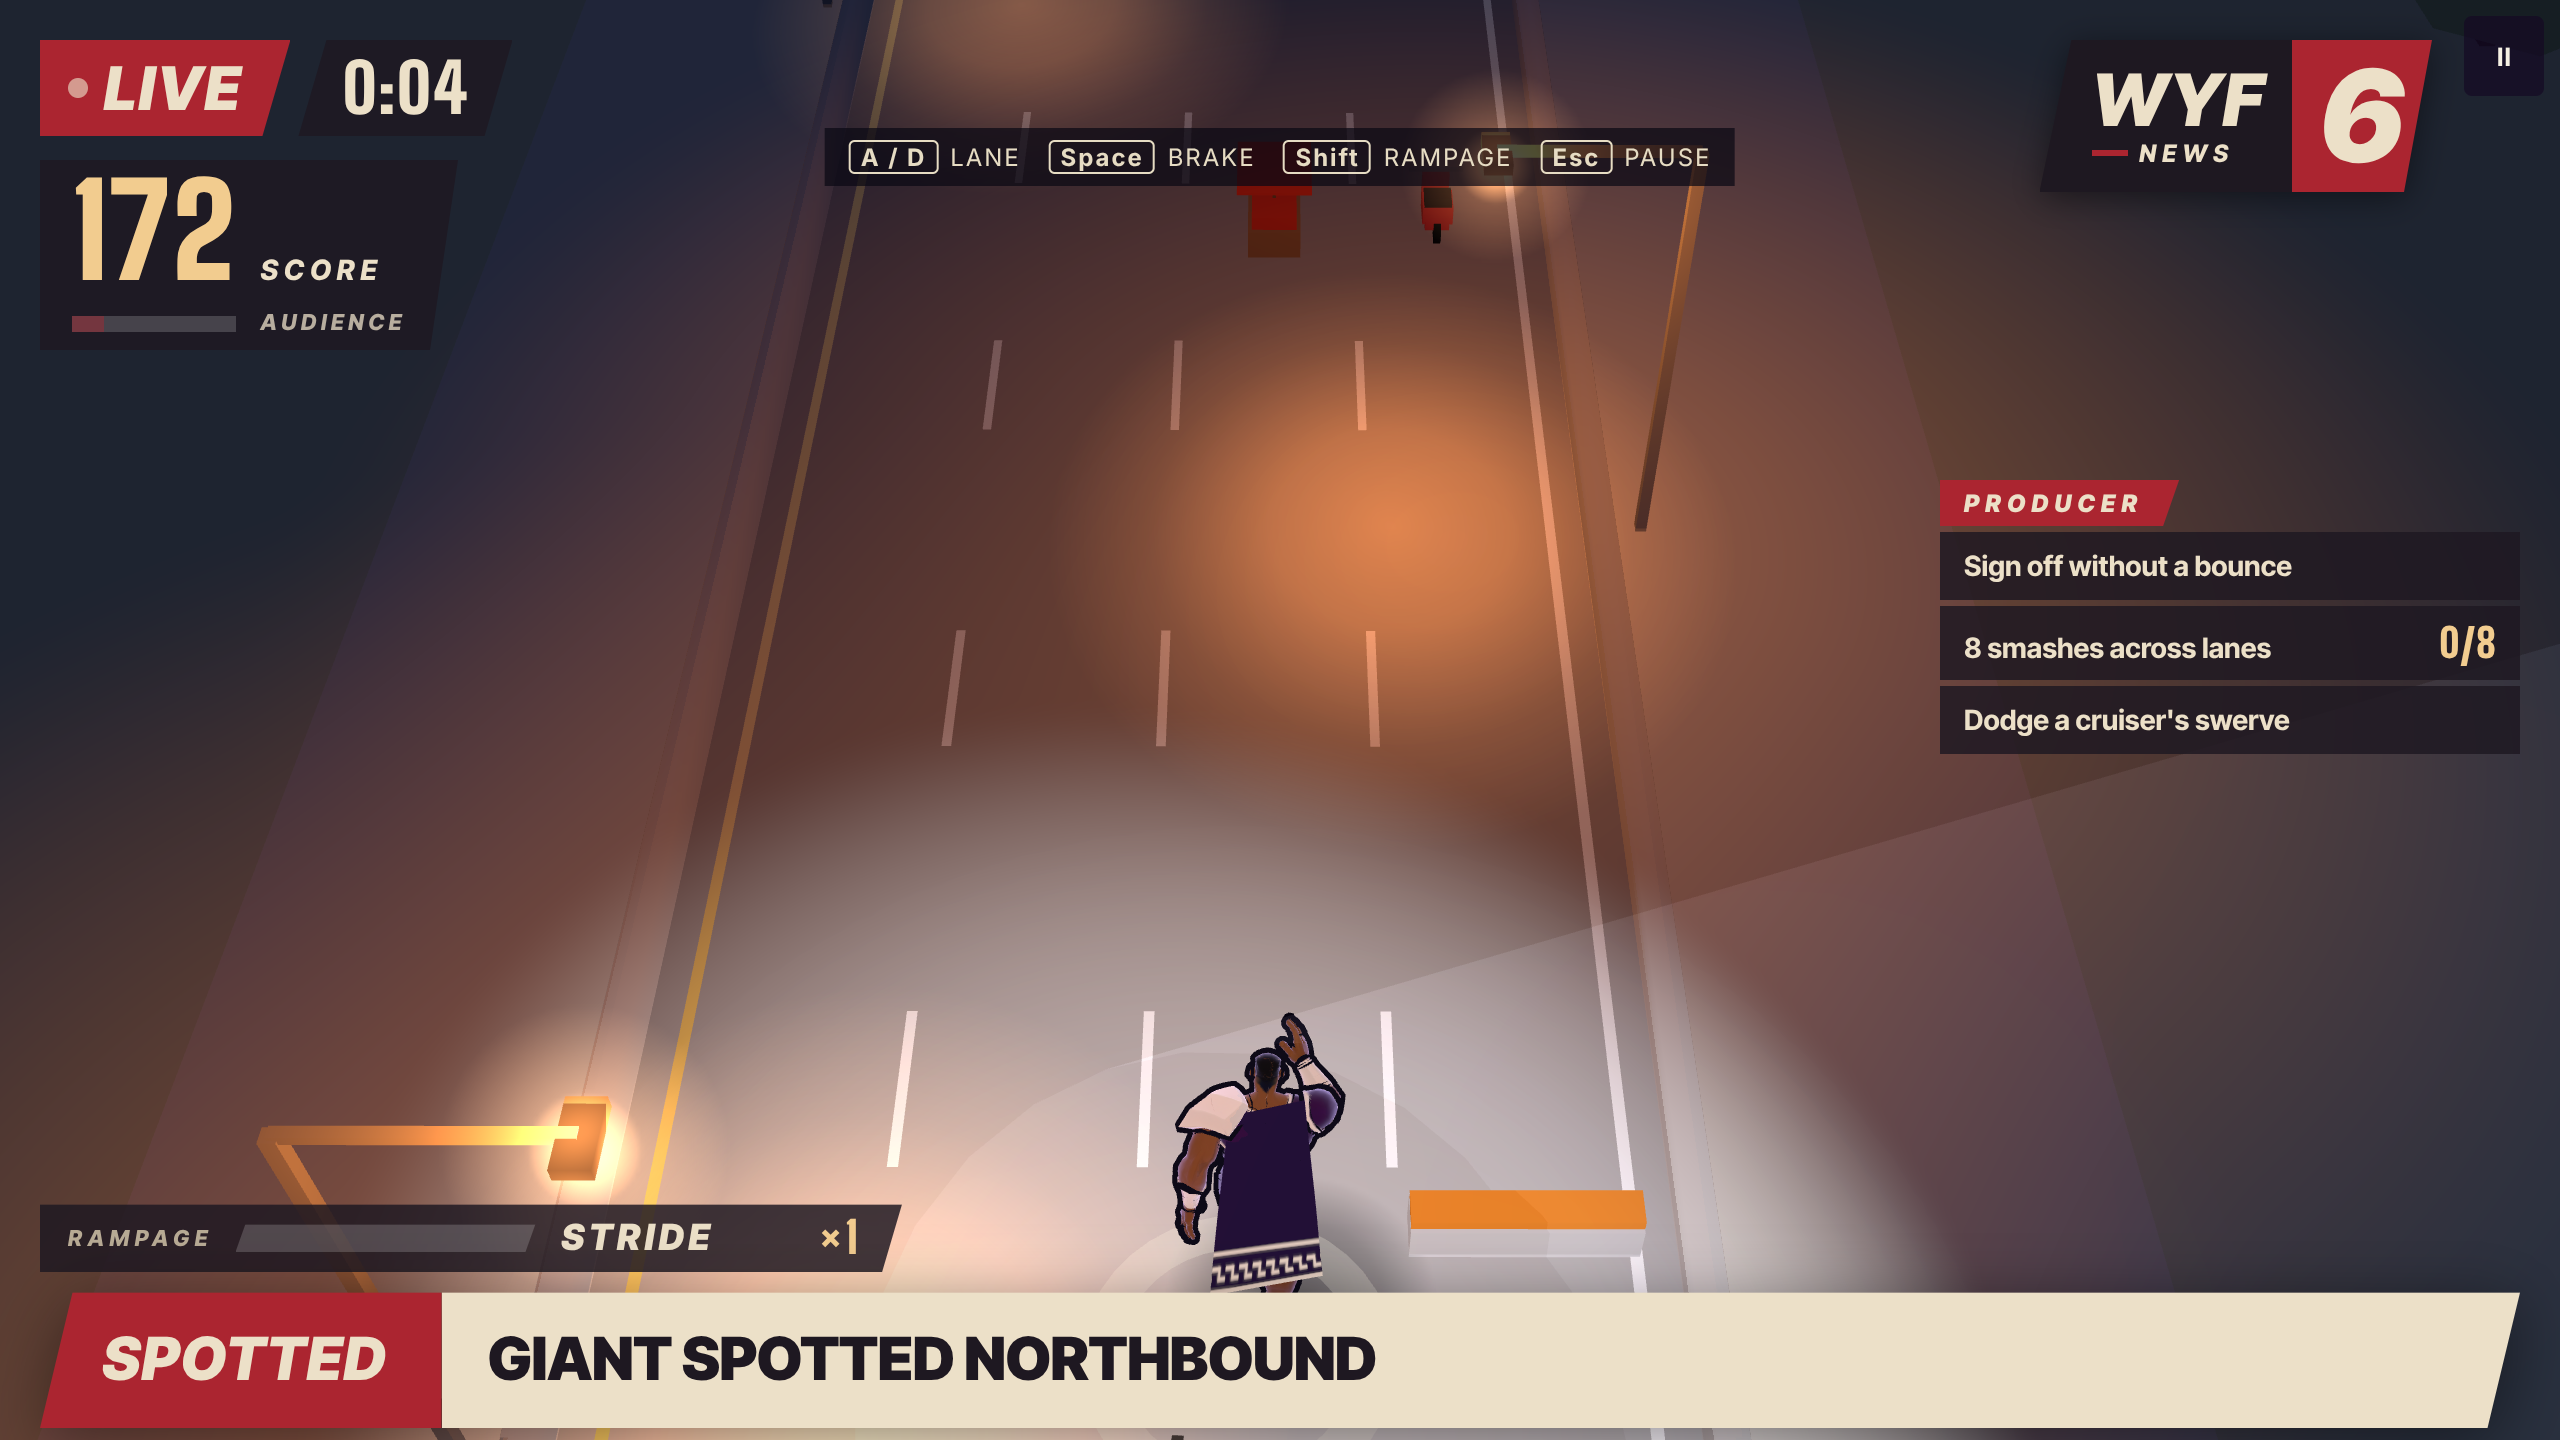 LIVE
0:04
172 SCORE
AUDIENCE
A / D LANE Space BRAKE Shift RAMPAGE Esc PAUSE
WYF
NEWS
6
PRODUCER
Sign off without a bounce
8 smashes across lanes 0/8
Dodge a cruiser's swerve
RAMPAGE STRIDE ×1
SPOTTED GIANT SPOTTED NORTHBOUND